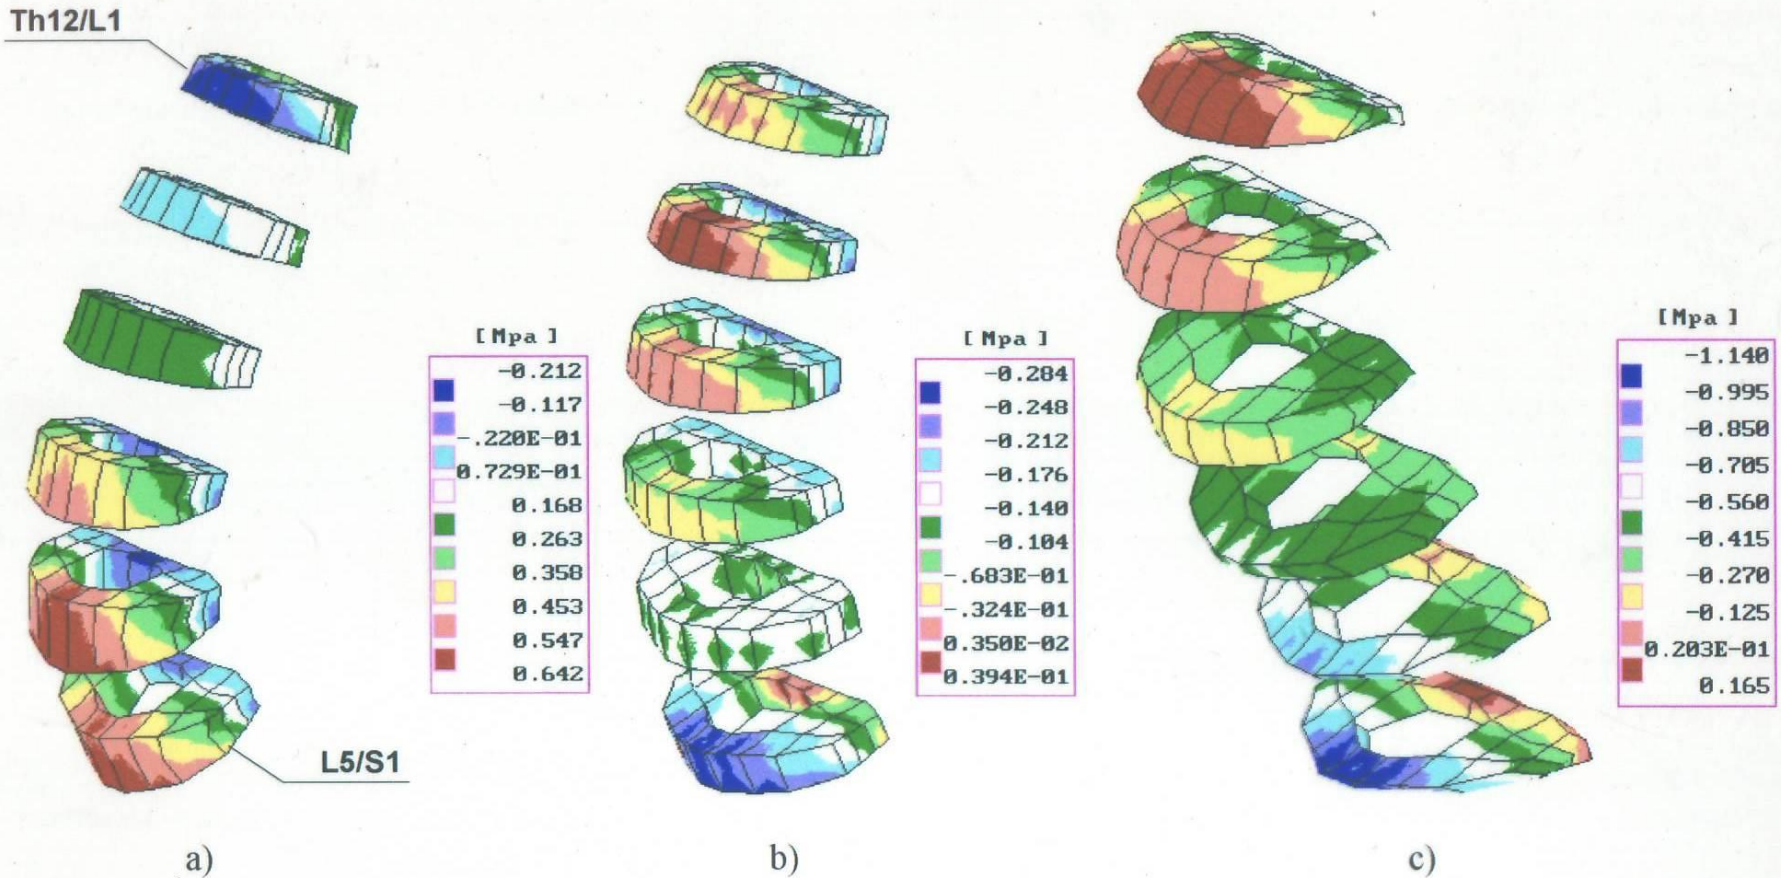 Th12/L1
[ Mpa ]
-0.212
-0.117
-.220E-01
0.729E-01
0.168
0.263
0.358
0.453
0.547
0.642
L5/S1
a)
[ Mpa ]
-0.284
-0.248
-0.212
-0.176
-0.140
-0.104
-.683E-01
-.324E-01
0.350E-02
0.394E-01
b)
[Mpa ]
-1.140
-0.995
-0.850
-0.705
-0.560
-0.415
-0.270
-0.125
0.203E-01
0.165
c)